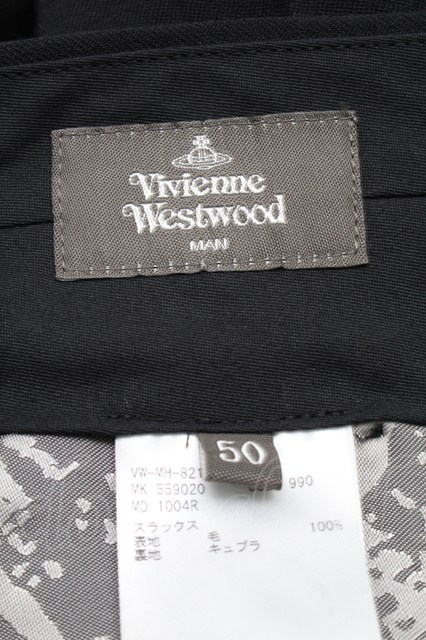 Vivienne
Westwood
MAN
50
VW-MH-821
MK 559020 990
MD 1004R
スラックス 100%
表地 毛
裏地 キュプラ